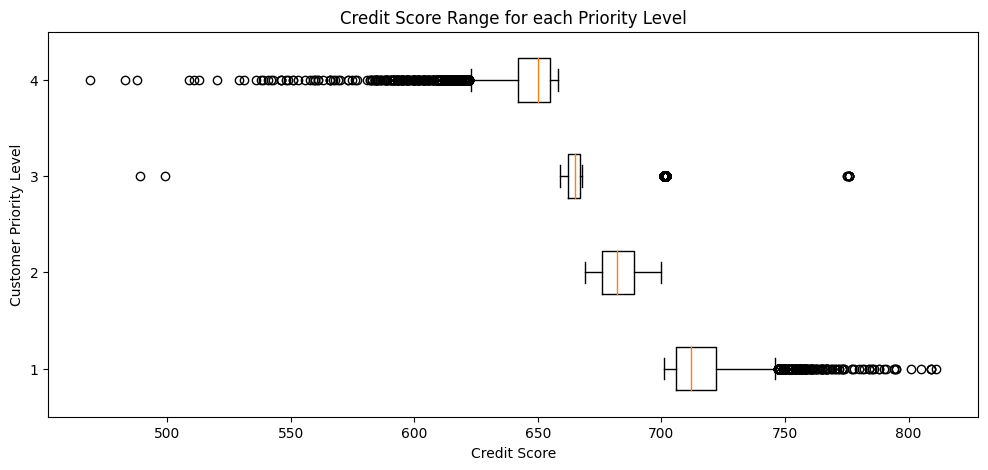 Credit Score Range for each Priority Level
Customer Priority Level
4
3
2
1
500 550 600 650 700 750 800
Credit Score